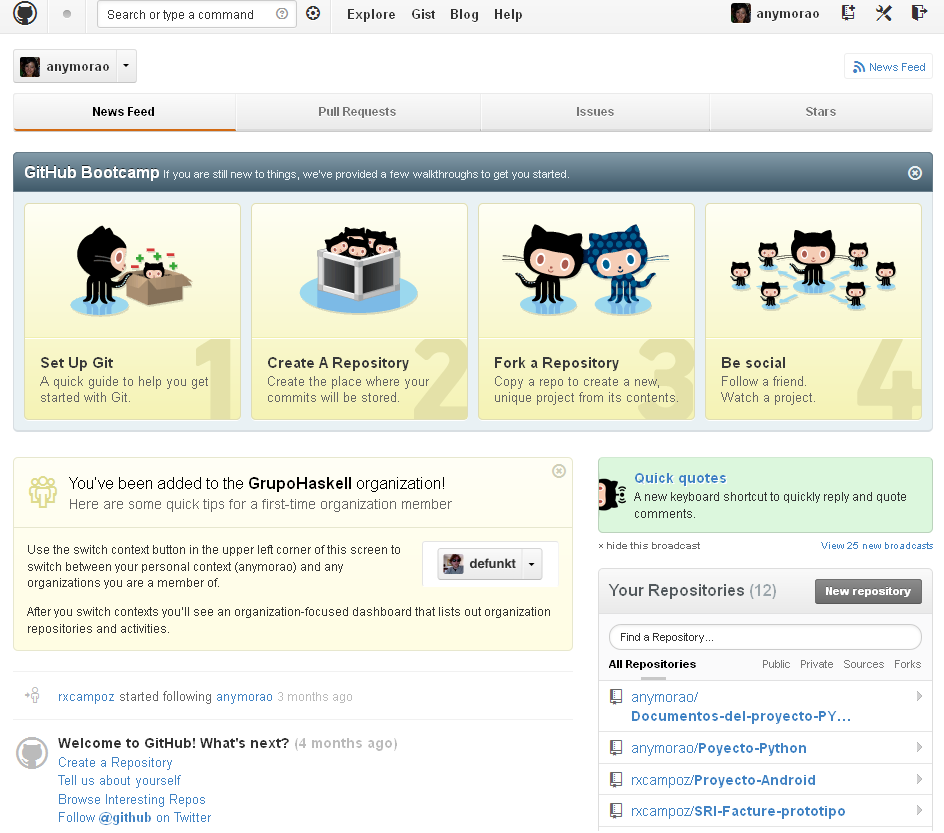 Search or type a command
Explore Gist Blog Help
anymorao
anymorao
News Feed
News Feed Pull Requests Issues Stars
GitHub Bootcamp If you are still new to things, we've provided a few walkthroughs to get you started.
Set Up Git
A quick guide to help you get
started with Git.
1
Create A Repository
Create the place where your
commits will be stored.
2
Fork a Repository
Copy a repo to create a new,
unique project from its contents.
3
Be social
Follow a friend.
Watch a project.
4
You've been added to the GrupoHaskell organization!
Here are some quick tips for a first-time organization member
Use the switch context button in the upper left corner of this screen to
switch between your personal context (anymorao) and any
organizations you are a member of.
defunkt
After you switch contexts you'll see an organization-focused dashboard that lists out organization
repositories and activities.
rxcampoz started following anymorao 3 months ago
Welcome to GitHub! What's next? (4 months ago)
Create a Repository
Tell us about yourself
Browse Interesting Repos
Follow @github on Twitter
Quick quotes
A new keyboard shortcut to quickly reply and quote
comments.
× hide this broadcast View 25 new broadcasts
Your Repositories (12) New repository
Find a Repository...
All Repositories Public Private Sources Forks
anymorao/
Documentos-del-proyecto-PY...
anymorao/Poyecto-Python
rxcampoz/Proyecto-Android
rxcampoz/SRI-Facture-prototipo